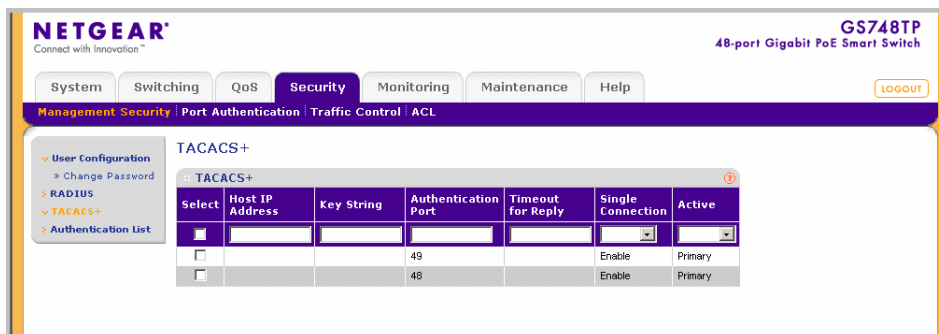 NETGEAR®
Connect with Innovation™
GS748TP
48-port Gigabit PoE Smart Switch
System Switching QoS Security Monitoring Maintenance Help LOGOUT
Management Security Port Authentication Traffic Control ACL
User Configuration
» Change Password
RADIUS
TACACS+
Authentication List
TACACS+
:: TACACS+ ?
Select Host IP Address Key String Authentication Port Timeout for Reply Single Connection Active
49 Enable Primary
48 Enable Primary